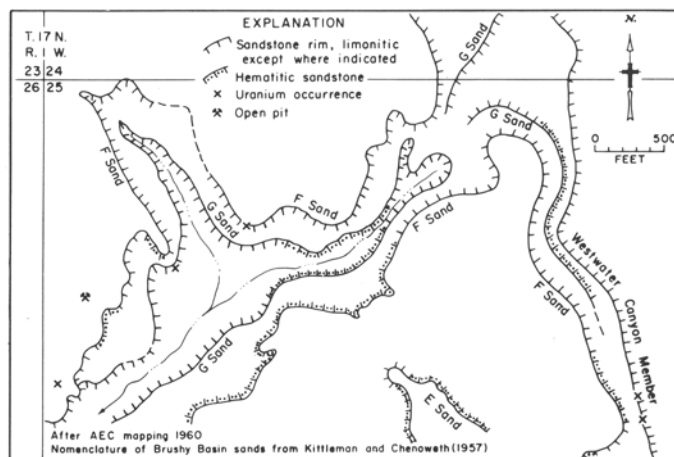 T. 17 N.
R. 1 W.
23 24
26 25
EXPLANATION
Sandstone rim, limonitic
except where indicated
Hematitic sandstone
Uranium occurrence
Open pit
N.
0 500
FEET
G Sand
G Sand
F Sand
G Sand
F Sand
F Sand
F Sand
Westwater Canyon Member
G Sand
E Sand
After AEC mapping 1960
Nomenclature of Brushy Basin sands from Kittleman and Chenoweth (1957)